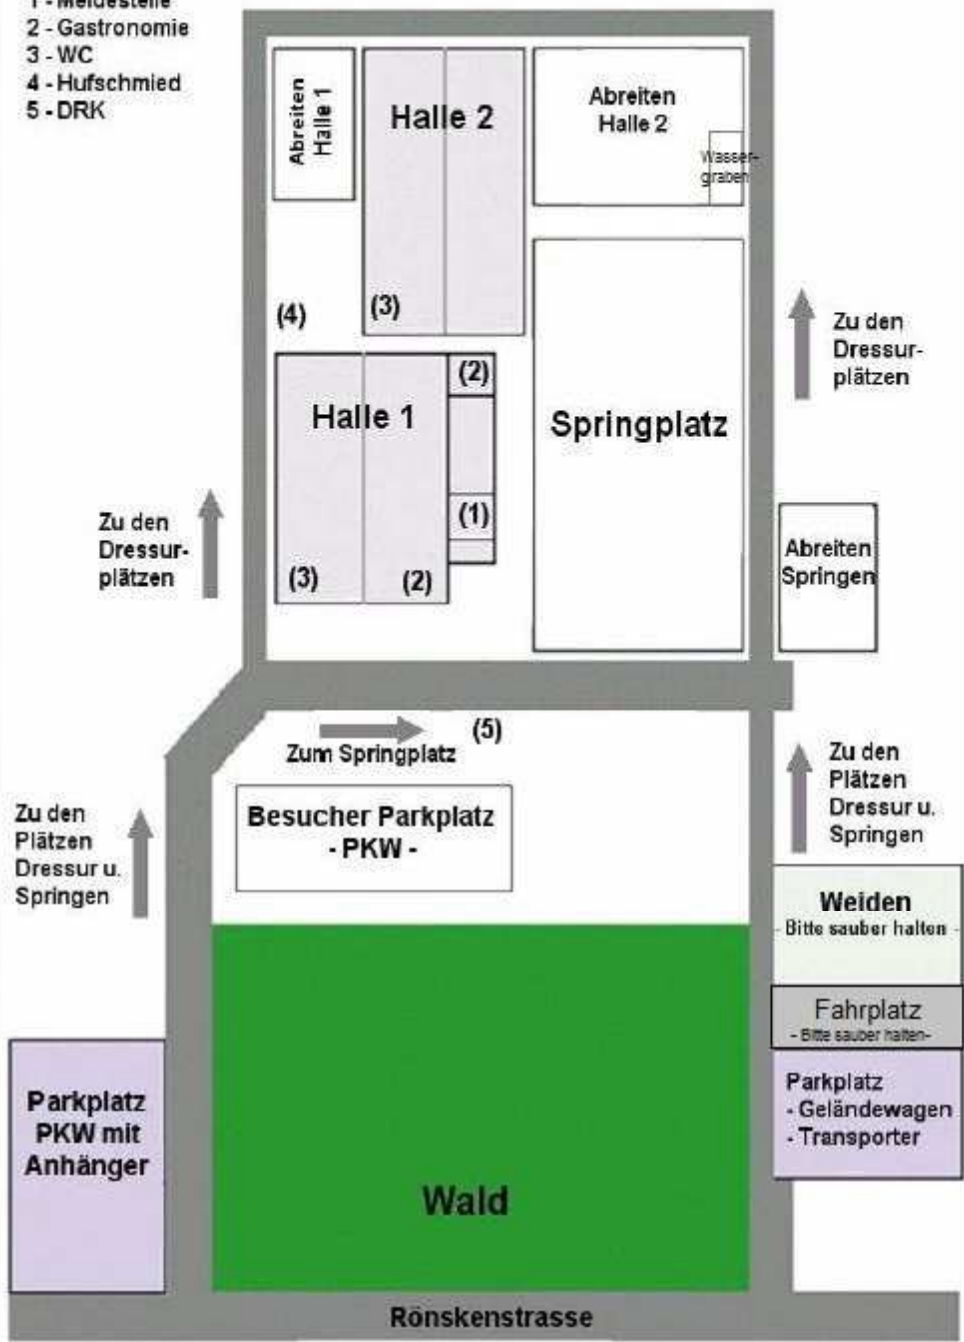 1 - Meldestelle
2 - Gastronomie
3 - WC
4 - Hufschmied
5 - DRK
Abreiten
Halle 1
Halle 2
Abreiten
Halle 2
Wasser-
graben
(4)
(3)
Zu den
Dressur-
plätzen
(2)
Halle 1
Springplatz
(1)
Zu den
Dressur-
plätzen
(3)
(2)
Abreiten
Springen
(5)
Zum Springplatz
Zu den
Plätzen
Dressur u.
Springen
Besucher Parkplatz
- PKW -
Zu den
Plätzen
Dressur u.
Springen
Weiden
- Bitte sauber halten -
Fahrplatz
- Bitte sauber halten-
Parkplatz
PKW mit
Anhänger
Parkplatz
- Geländewagen
- Transporter
Wald
Rönskenstrasse